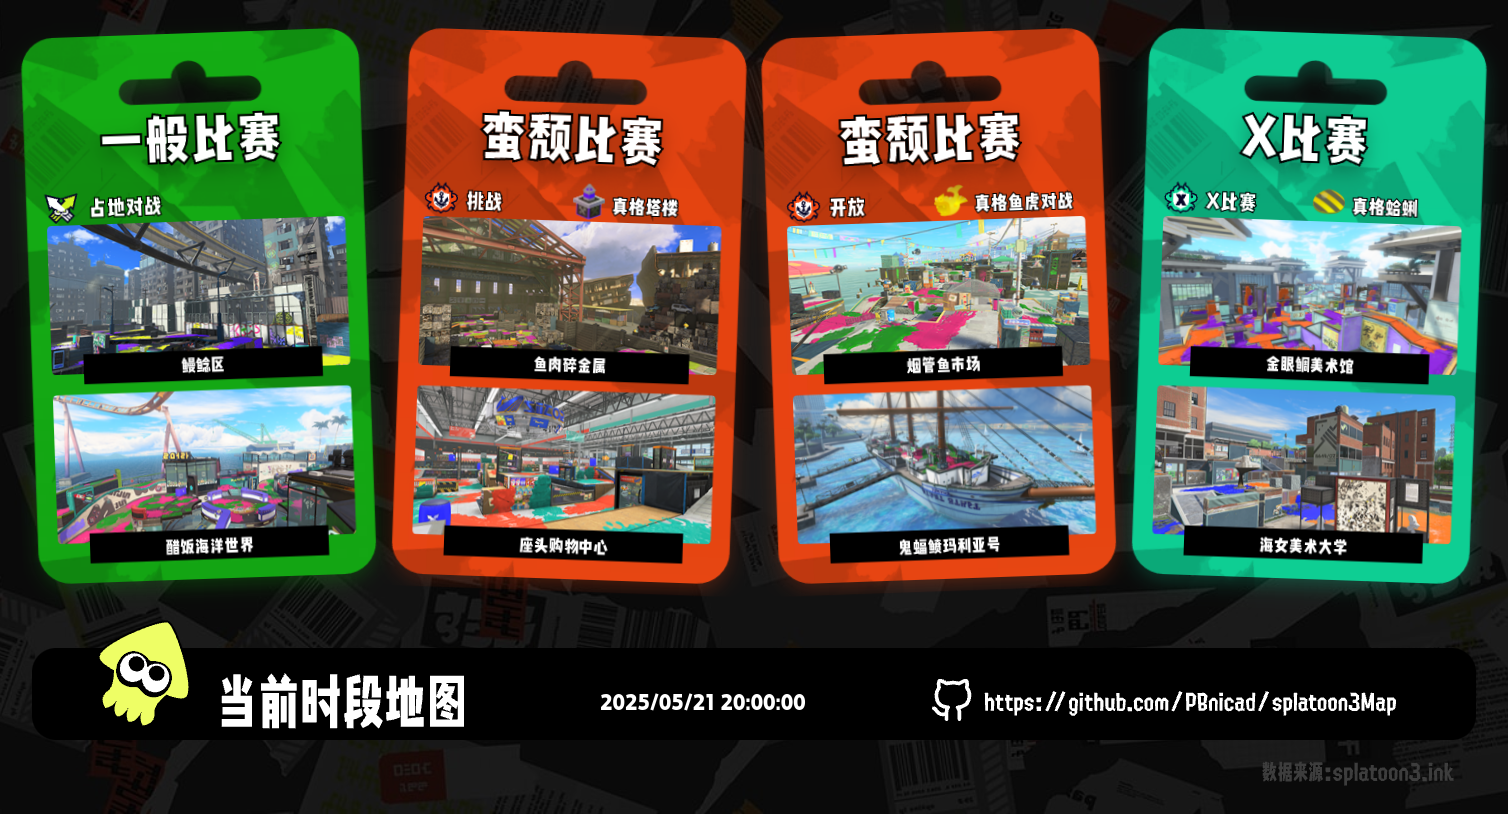 一般比赛
占地对战
鳗鲶区
醋饭海洋世界
蛮颓比赛
挑战
真格塔楼
鱼肉碎金属
座头购物中心
蛮颓比赛
开放
真格鱼虎对战
烟管鱼市场
鬼蝠鲼玛利亚号
X比赛
X比赛
真格蛤蜊
金眼鲷美术馆
海女美术大学
当前时段地图
2025/05/21 20:00:00
https://github.com/PBnicad/splatoon3Map
数据来源:splatoon3.ink